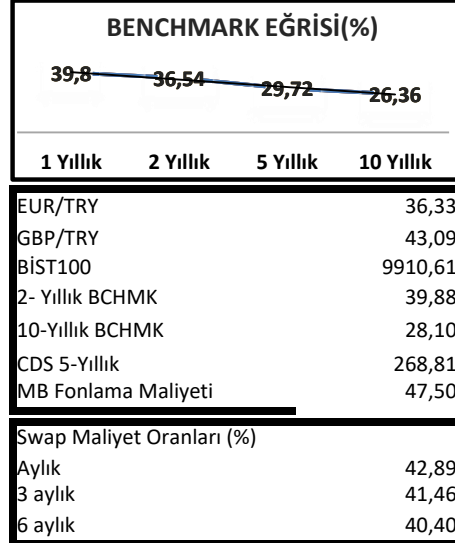 BENCHMARK EĞRİSİ(%)
39,8 36,54 29,72 26,36
1 Yıllık 2 Yıllık 5 Yıllık 10 Yıllık
EUR/TRY 36,33
GBP/TRY 43,09
BİST100 9910,61
2- Yıllık BCHMK 39,88
10-Yıllık BCHMK 28,10
CDS 5-Yıllık 268,81
MB Fonlama Maliyeti 47,50
Swap Maliyet Oranları (%)
Aylık 42,89
3 aylık 41,46
6 aylık 40,40